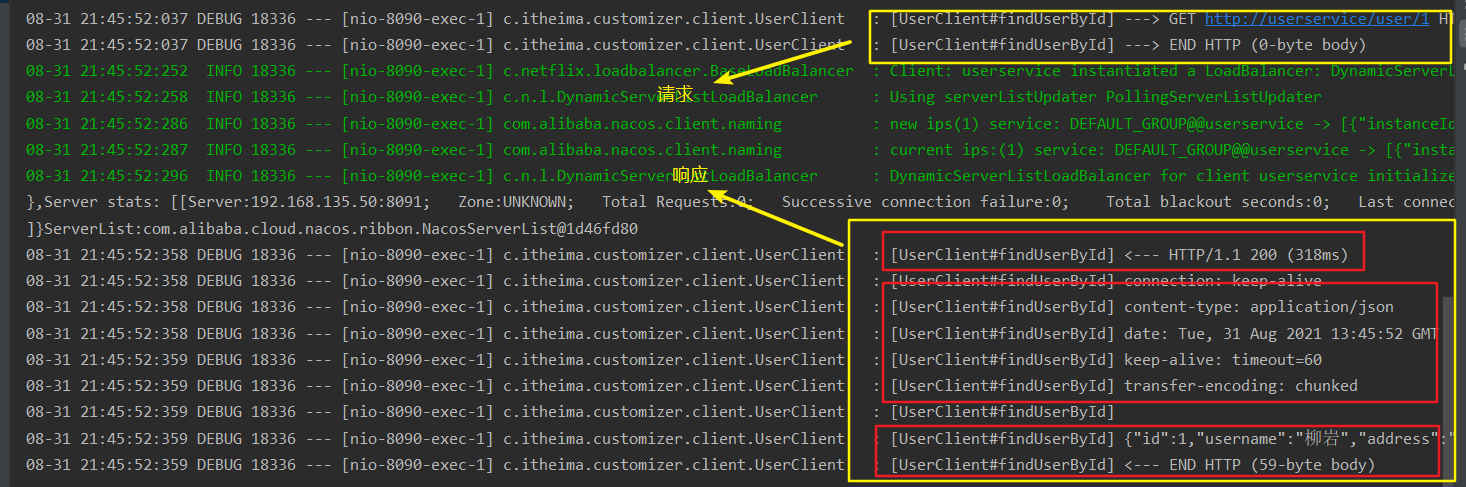 08-31 21:45:52:037 DEBUG 18336 --- [nio-8090-exec-1] c.itheima.customizer.client.UserClient : [UserClient#findUserById] ---> GET http://userservice/user/1 HT
08-31 21:45:52:037 DEBUG 18336 --- [nio-8090-exec-1] c.itheima.customizer.client.UserClient : [UserClient#findUserById] ---> END HTTP (0-byte body)
08-31 21:45:52:252 INFO 18336 --- [nio-8090-exec-1] c.netflix.loadbalancer.BaseLoadBalancer : Client: userservice instantiated a LoadBalancer: DynamicServerL
08-31 21:45:52:258 INFO 18336 --- [nio-8090-exec-1] c.n.l.DynamicServerListLoadBalancer : Using serverListUpdater PollingServerListUpdater
请求
08-31 21:45:52:286 INFO 18336 --- [nio-8090-exec-1] com.alibaba.nacos.client.naming : new ips(1) service: DEFAULT_GROUP@@userservice -> [{"instanceId
08-31 21:45:52:287 INFO 18336 --- [nio-8090-exec-1] com.alibaba.nacos.client.naming : current ips:(1) service: DEFAULT_GROUP@@userservice -> [{"insta
08-31 21:45:52:296 INFO 18336 --- [nio-8090-exec-1] c.n.l.DynamicServerListLoadBalancer : DynamicServerListLoadBalancer for client userservice initialize
响应
},Server stats: [[Server:192.168.135.50:8091; Zone:UNKNOWN; Total Requests:0; Successive connection failure:0; Total blackout seconds:0; Last connec
]}ServerList:com.alibaba.cloud.nacos.ribbon.NacosServerList@1d46fd80
08-31 21:45:52:358 DEBUG 18336 --- [nio-8090-exec-1] c.itheima.customizer.client.UserClient : [UserClient#findUserById] <--- HTTP/1.1 200 (318ms)
08-31 21:45:52:358 DEBUG 18336 --- [nio-8090-exec-1] c.itheima.customizer.client.UserClient : [UserClient#findUserById] connection: keep-alive
08-31 21:45:52:358 DEBUG 18336 --- [nio-8090-exec-1] c.itheima.customizer.client.UserClient : [UserClient#findUserById] content-type: application/json
08-31 21:45:52:358 DEBUG 18336 --- [nio-8090-exec-1] c.itheima.customizer.client.UserClient : [UserClient#findUserById] date: Tue, 31 Aug 2021 13:45:52 GMT
08-31 21:45:52:359 DEBUG 18336 --- [nio-8090-exec-1] c.itheima.customizer.client.UserClient : [UserClient#findUserById] keep-alive: timeout=60
08-31 21:45:52:359 DEBUG 18336 --- [nio-8090-exec-1] c.itheima.customizer.client.UserClient : [UserClient#findUserById] transfer-encoding: chunked
08-31 21:45:52:359 DEBUG 18336 --- [nio-8090-exec-1] c.itheima.customizer.client.UserClient : [UserClient#findUserById]
08-31 21:45:52:359 DEBUG 18336 --- [nio-8090-exec-1] c.itheima.customizer.client.UserClient : [UserClient#findUserById] {"id":1,"username":"柳岩","address":"
08-31 21:45:52:359 DEBUG 18336 --- [nio-8090-exec-1] c.itheima.customizer.client.UserClient : [UserClient#findUserById] <--- END HTTP (59-byte body)